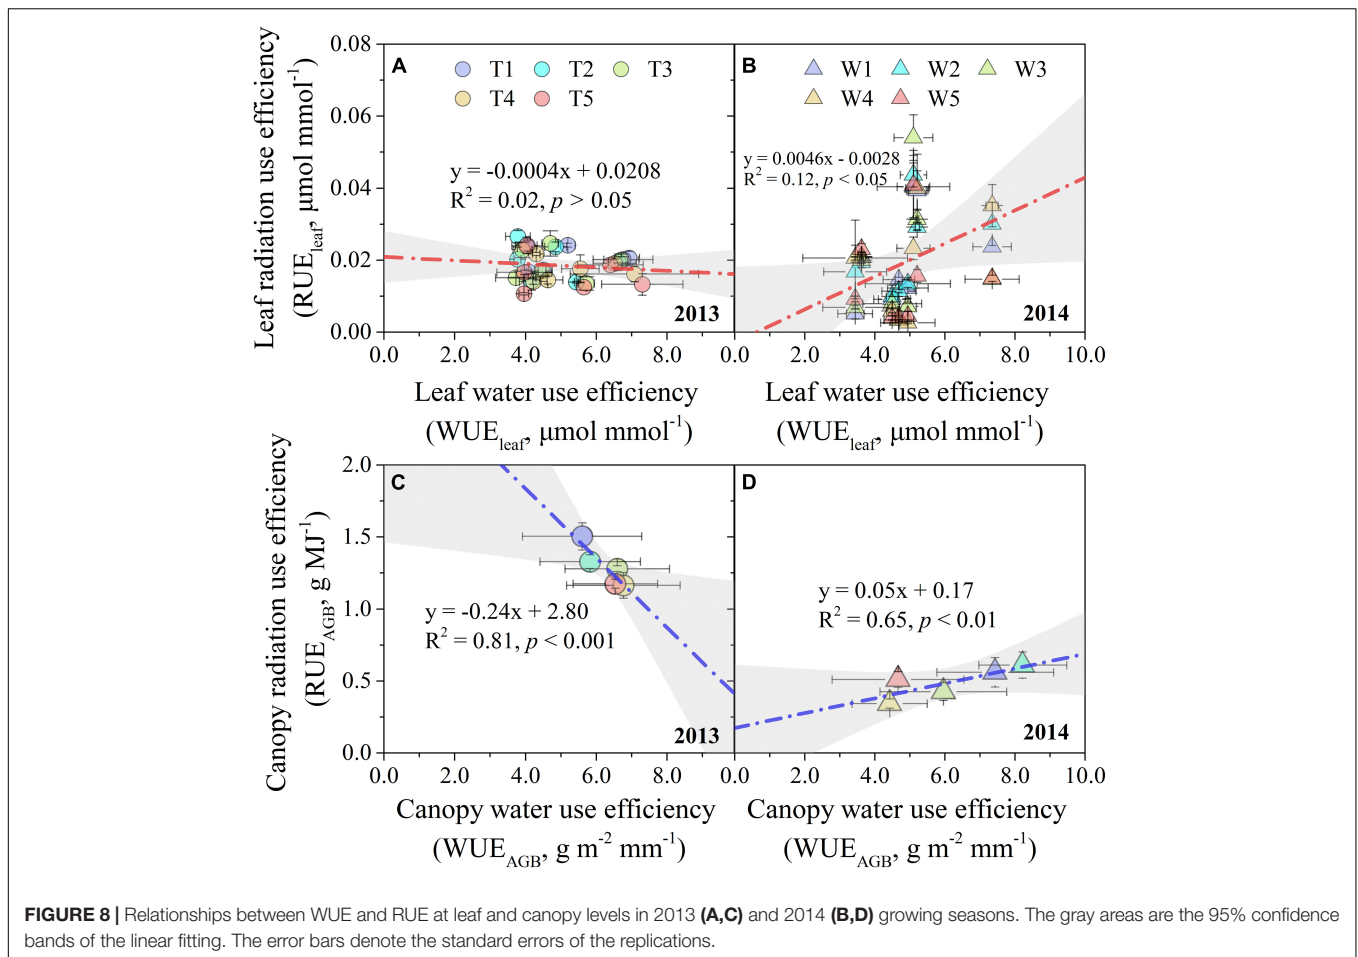 Leaf radiation use efficiency
(RUEleaf, μmol mmol-1)
0.08
0.06
0.04
0.02
0.00
A
T1 T2 T3
T4 T5
y = -0.0004x + 0.0208
R2 = 0.02, p > 0.05
2013
0.0 2.0 4.0 6.0 8.0
Leaf water use efficiency
(WUEleaf, μmol mmol-1)
B
W1 W2 W3
W4 W5
y = 0.0046x - 0.0028
R2 = 0.12, p < 0.05
2014
0.0 2.0 4.0 6.0 8.0 10.0
Leaf water use efficiency
(WUEleaf, μmol mmol-1)
Canopy radiation use efficiency
(RUEAGB, g MJ-1)
2.0
1.5
1.0
0.5
0.0
C
y = -0.24x + 2.80
R2 = 0.81, p < 0.001
2013
0.0 2.0 4.0 6.0 8.0
Canopy water use efficiency
(WUEAGB, g m-2 mm-1)
D
y = 0.05x + 0.17
R2 = 0.65, p < 0.01
2014
0.0 2.0 4.0 6.0 8.0 10.0
Canopy water use efficiency
(WUEAGB, g m-2 mm-1)
FIGURE 8 | Relationships between WUE and RUE at leaf and canopy levels in 2013 (A,C) and 2014 (B,D) growing seasons. The gray areas are the 95% confidence
bands of the linear fitting. The error bars denote the standard errors of the replications.